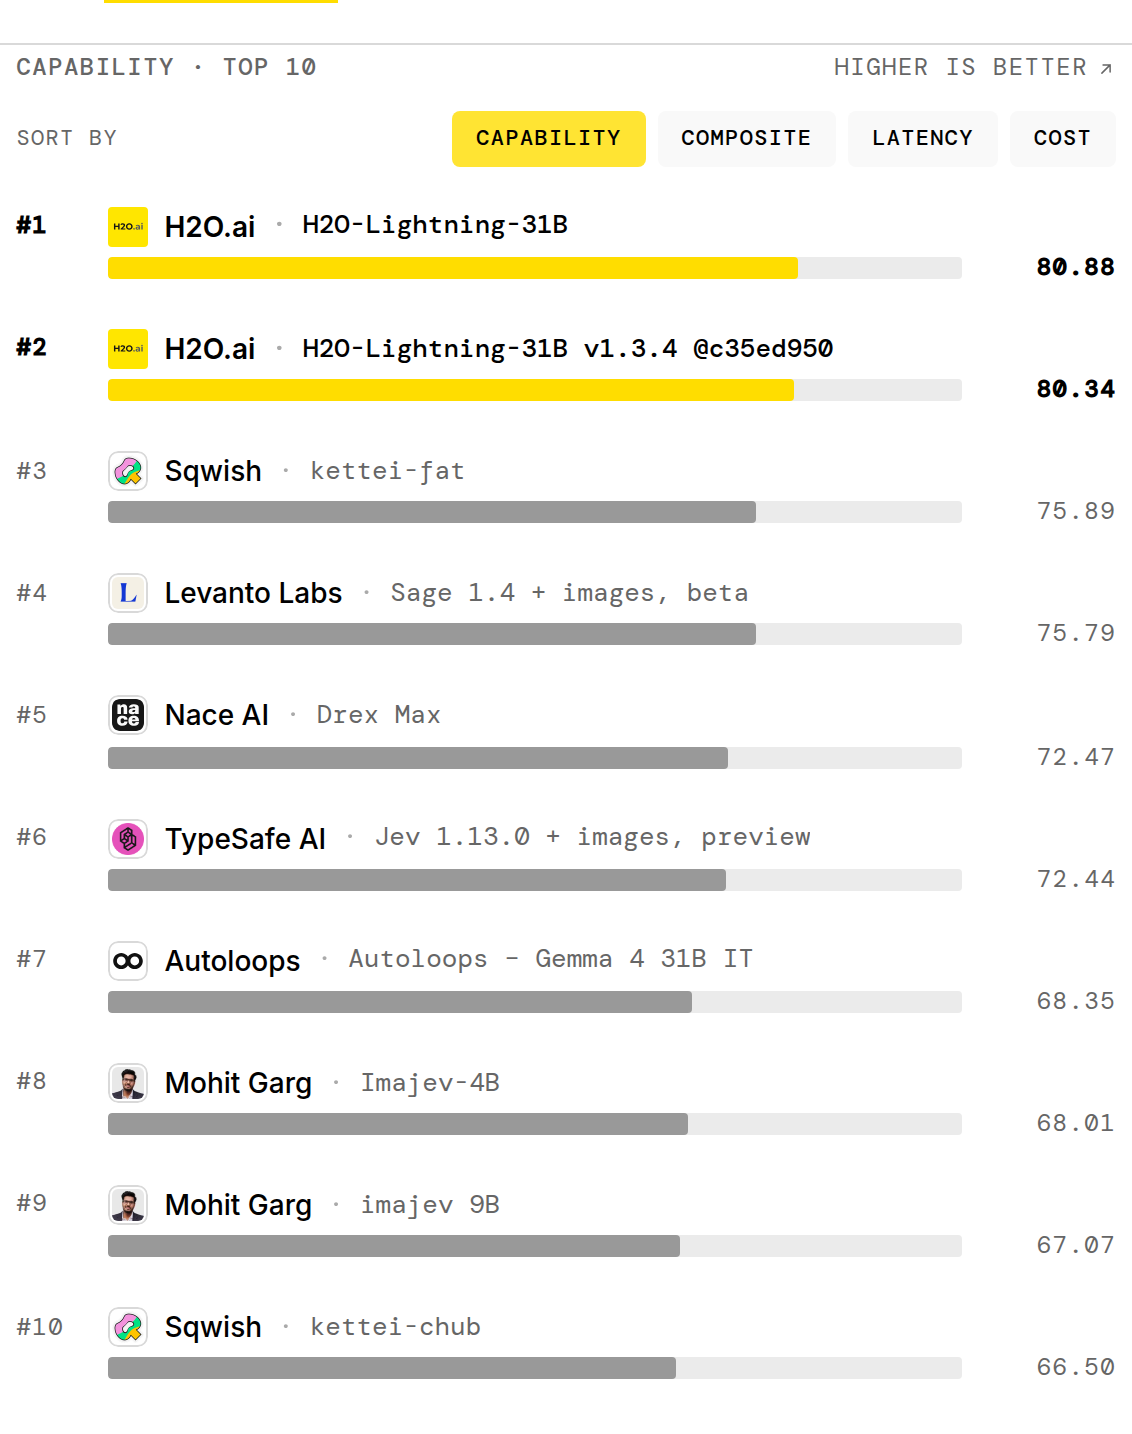 CAPABILITY · TOP 10 HIGHER IS BETTER ↗
SORT BY CAPABILITY COMPOSITE LATENCY COST
#1 H2O.ai H2O.ai · H2O-Lightning-31B
80.88
#2 H2O.ai H2O.ai · H2O-Lightning-31B v1.3.4 @c35ed950
80.34
#3 Sqwish · kettei-fat
75.89
#4 L Levanto Labs · Sage 1.4 + images, beta
75.79
#5 nace Nace AI · Drex Max
72.47
#6 TypeSafe AI · Jev 1.13.0 + images, preview
72.44
#7 Autoloops · Autoloops – Gemma 4 31B IT
68.35
#8 Mohit Garg · Imajev-4B
68.01
#9 Mohit Garg · imajev 9B
67.07
#10 Sqwish · kettei-chub
66.50